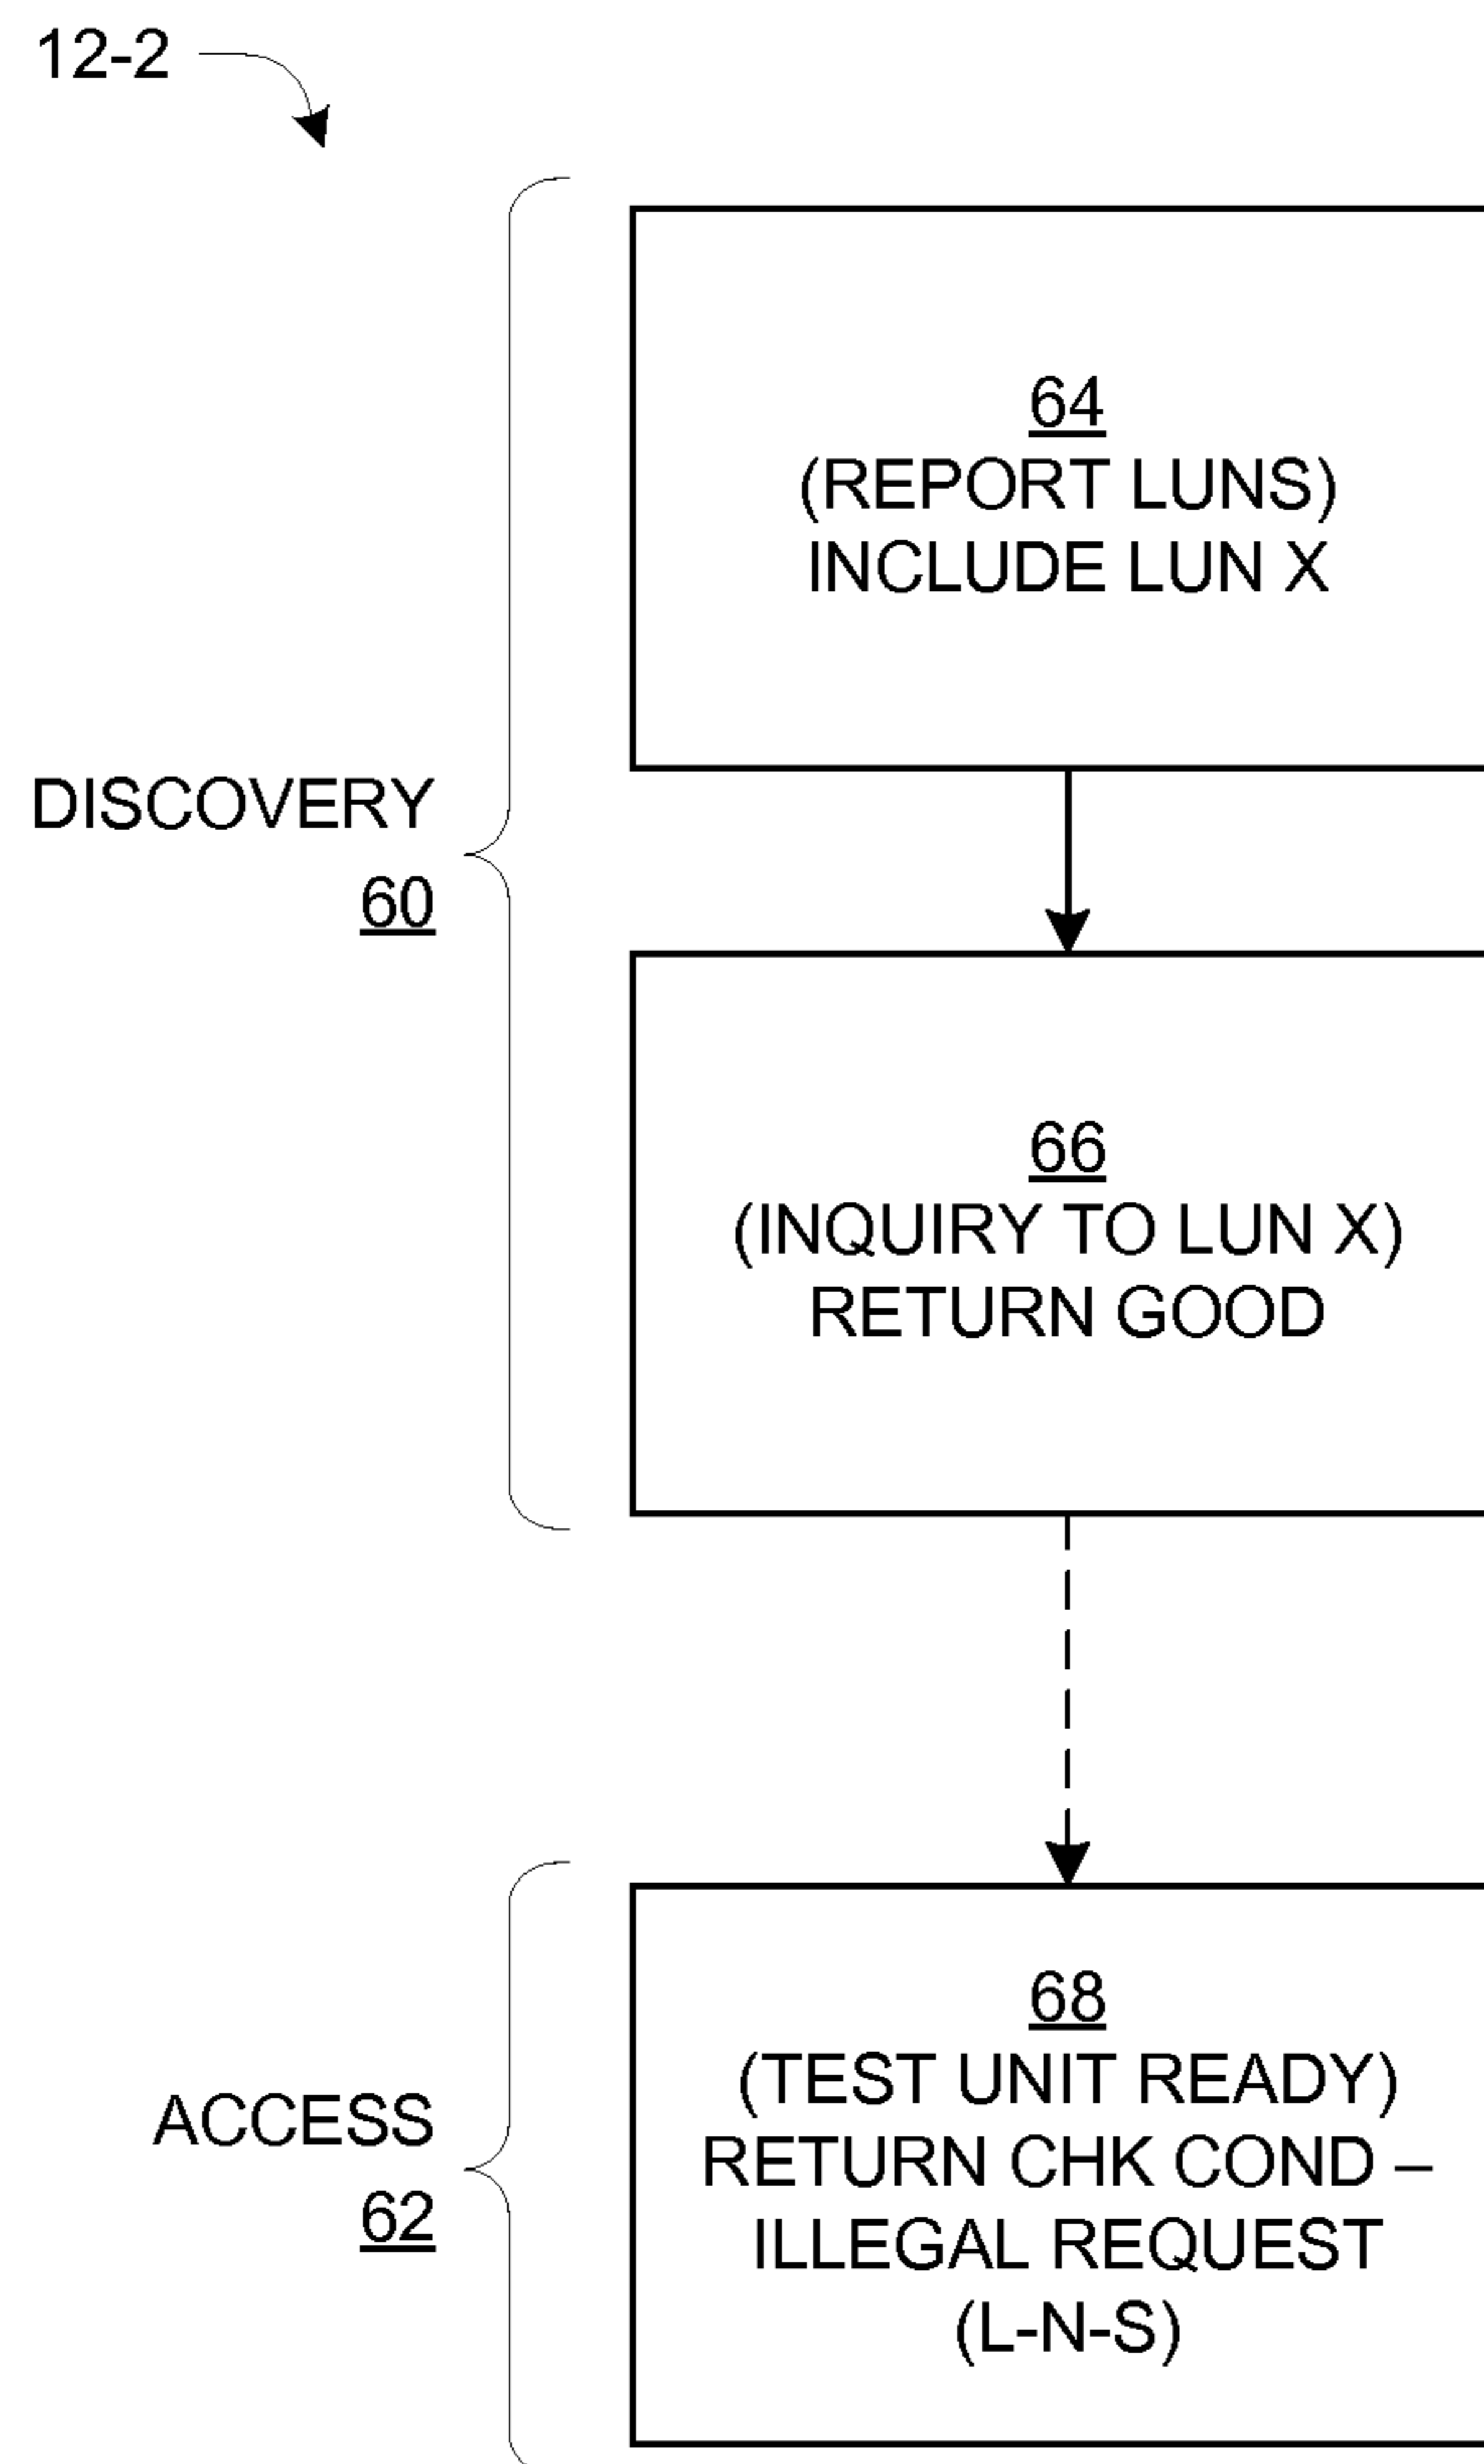 12-2
64
(REPORT LUNS)
INCLUDE LUN X
DISCOVERY
60
66
(INQUIRY TO LUN X)
RETURN GOOD
68
(TEST UNIT READY)
RETURN CHK COND –
ILLEGAL REQUEST
(L-N-S)
ACCESS
62